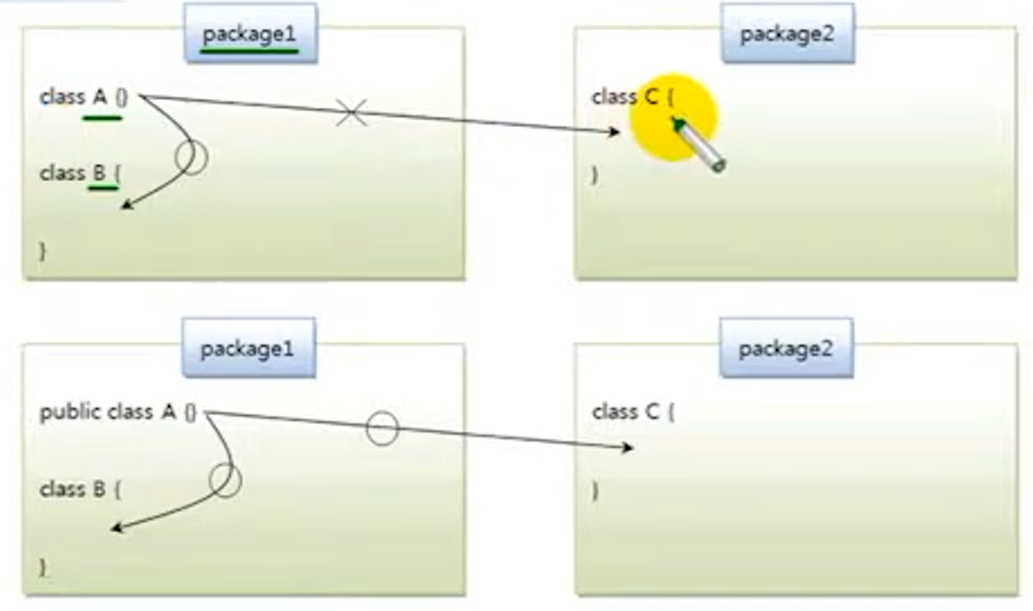 package1
class A {}
class B {
}
package2
class C {
}
package1
public class A {}
class B {
}
package2
class C {
}